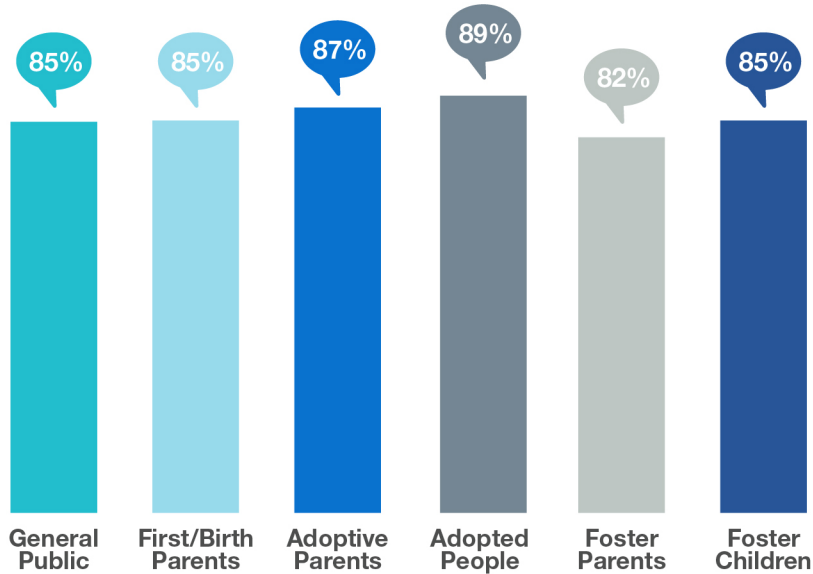 85%
85%
87%
89%
82%
85%
General
Public
First/Birth
Parents
Adoptive
Parents
Adopted
People
Foster
Parents
Foster
Children